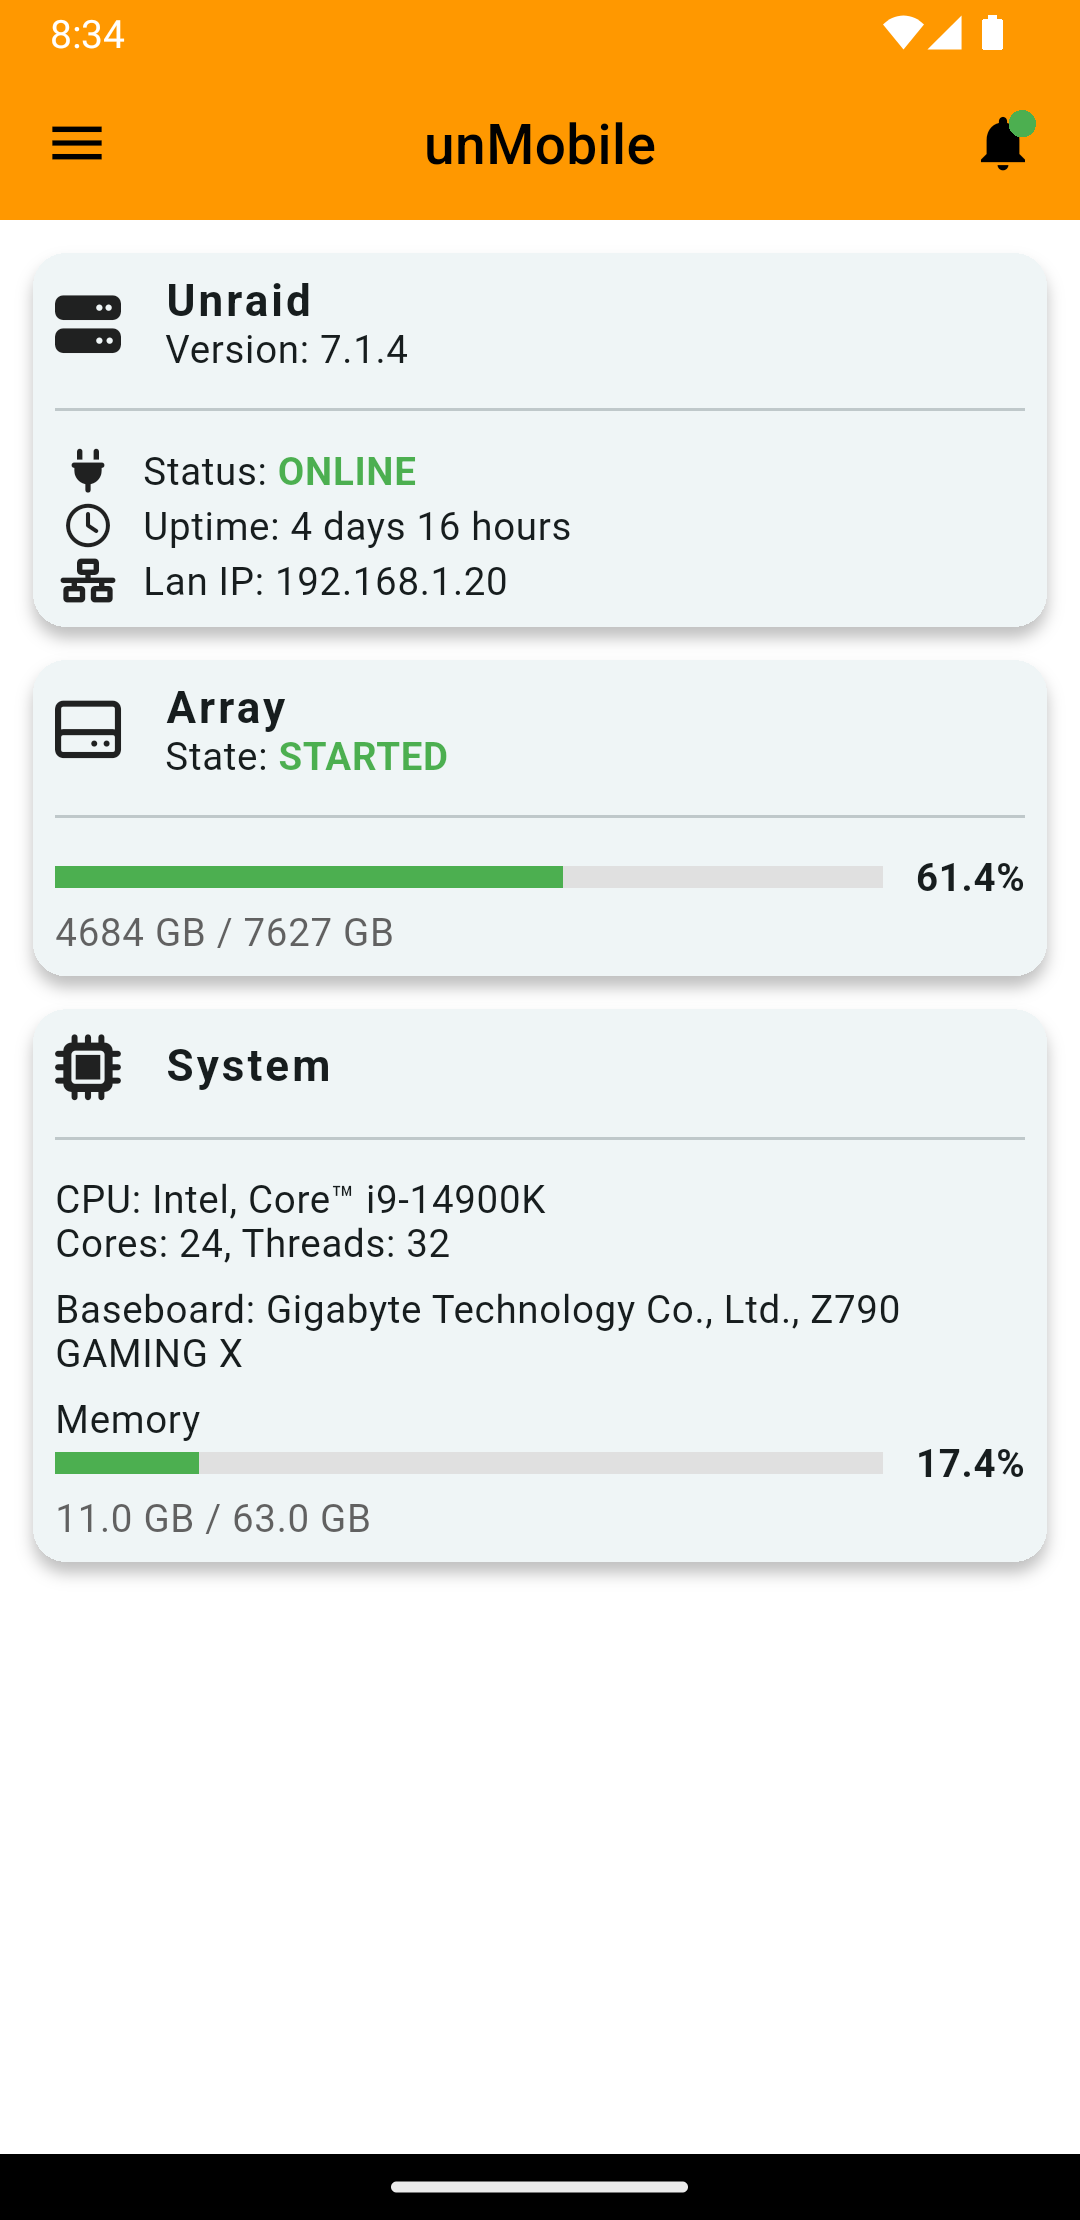 8:34
unMobile
Unraid
Version: 7.1.4
Status: ONLINE
Uptime: 4 days 16 hours
Lan IP: 192.168.1.20
Array
State: STARTED
61.4%
4684 GB / 7627 GB
System
CPU: Intel, Core™ i9-14900K
Cores: 24, Threads: 32
Baseboard: Gigabyte Technology Co., Ltd., Z790
GAMING X
Memory
17.4%
11.0 GB / 63.0 GB